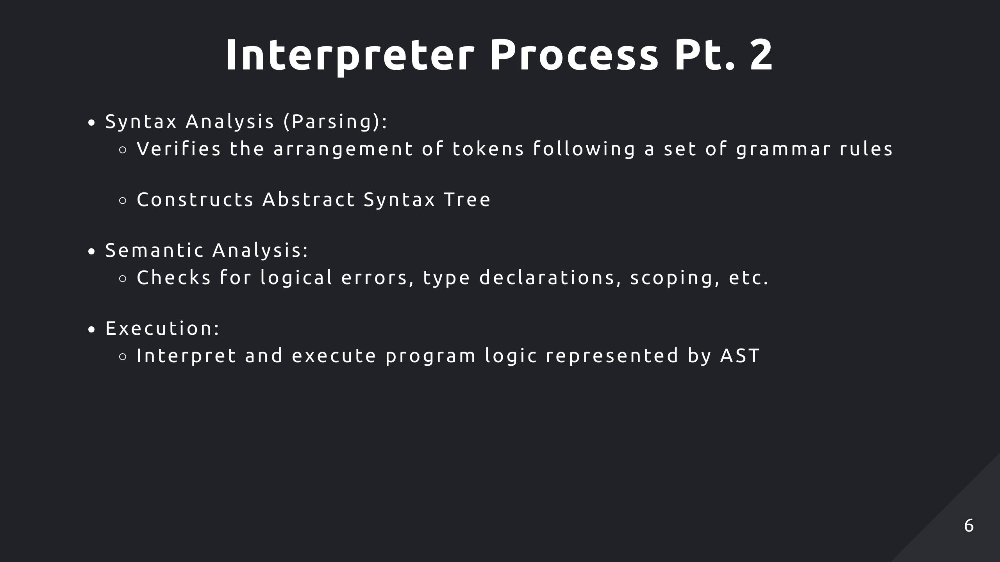 Interpreter Process Pt. 2
• Syntax Analysis (Parsing):
◦ Verifies the arrangement of tokens following a set of grammar rules
◦ Constructs Abstract Syntax Tree
• Semantic Analysis:
◦ Checks for logical errors, type declarations, scoping, etc.
• Execution:
◦ Interpret and execute program logic represented by AST
6